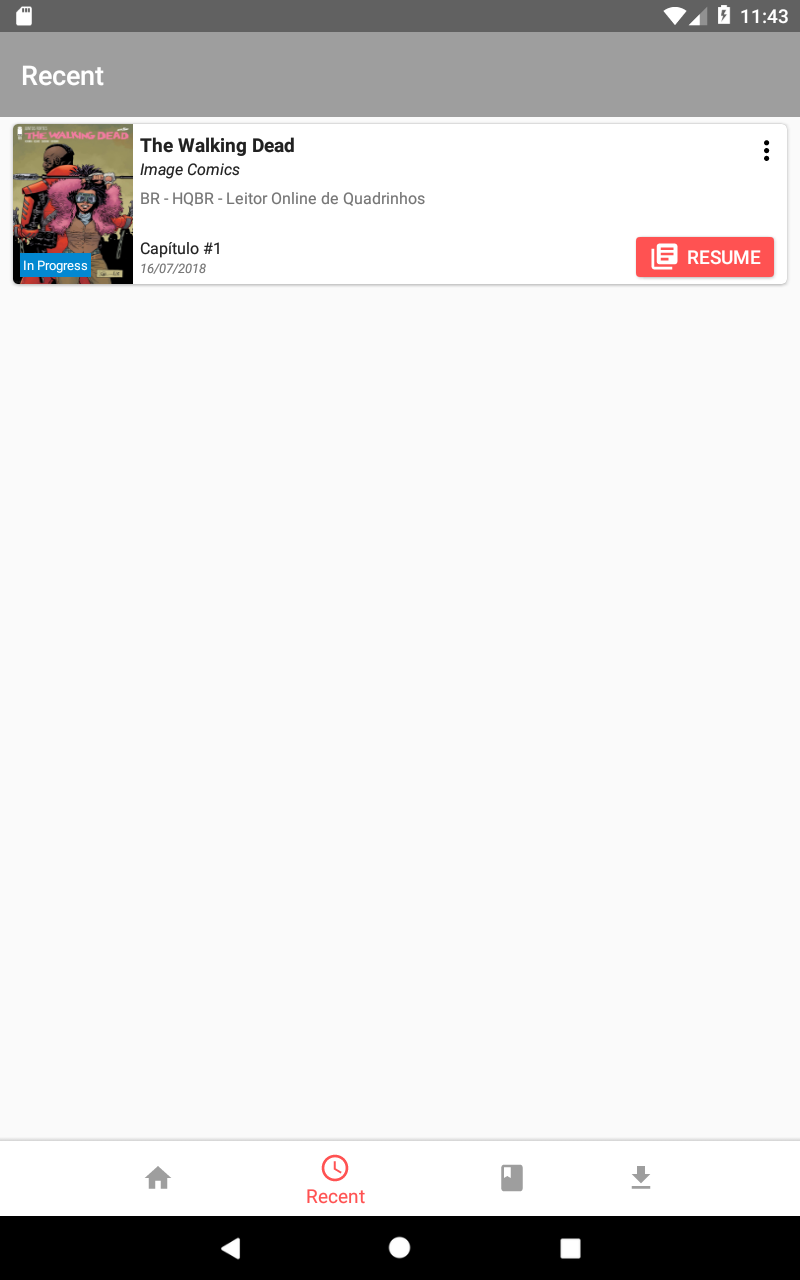 11:43
Recent
THE WALKING DEAD
In Progress
The Walking Dead
Image Comics
BR - HQBR - Leitor Online de Quadrinhos
Capítulo #1
16/07/2018
RESUME
Recent